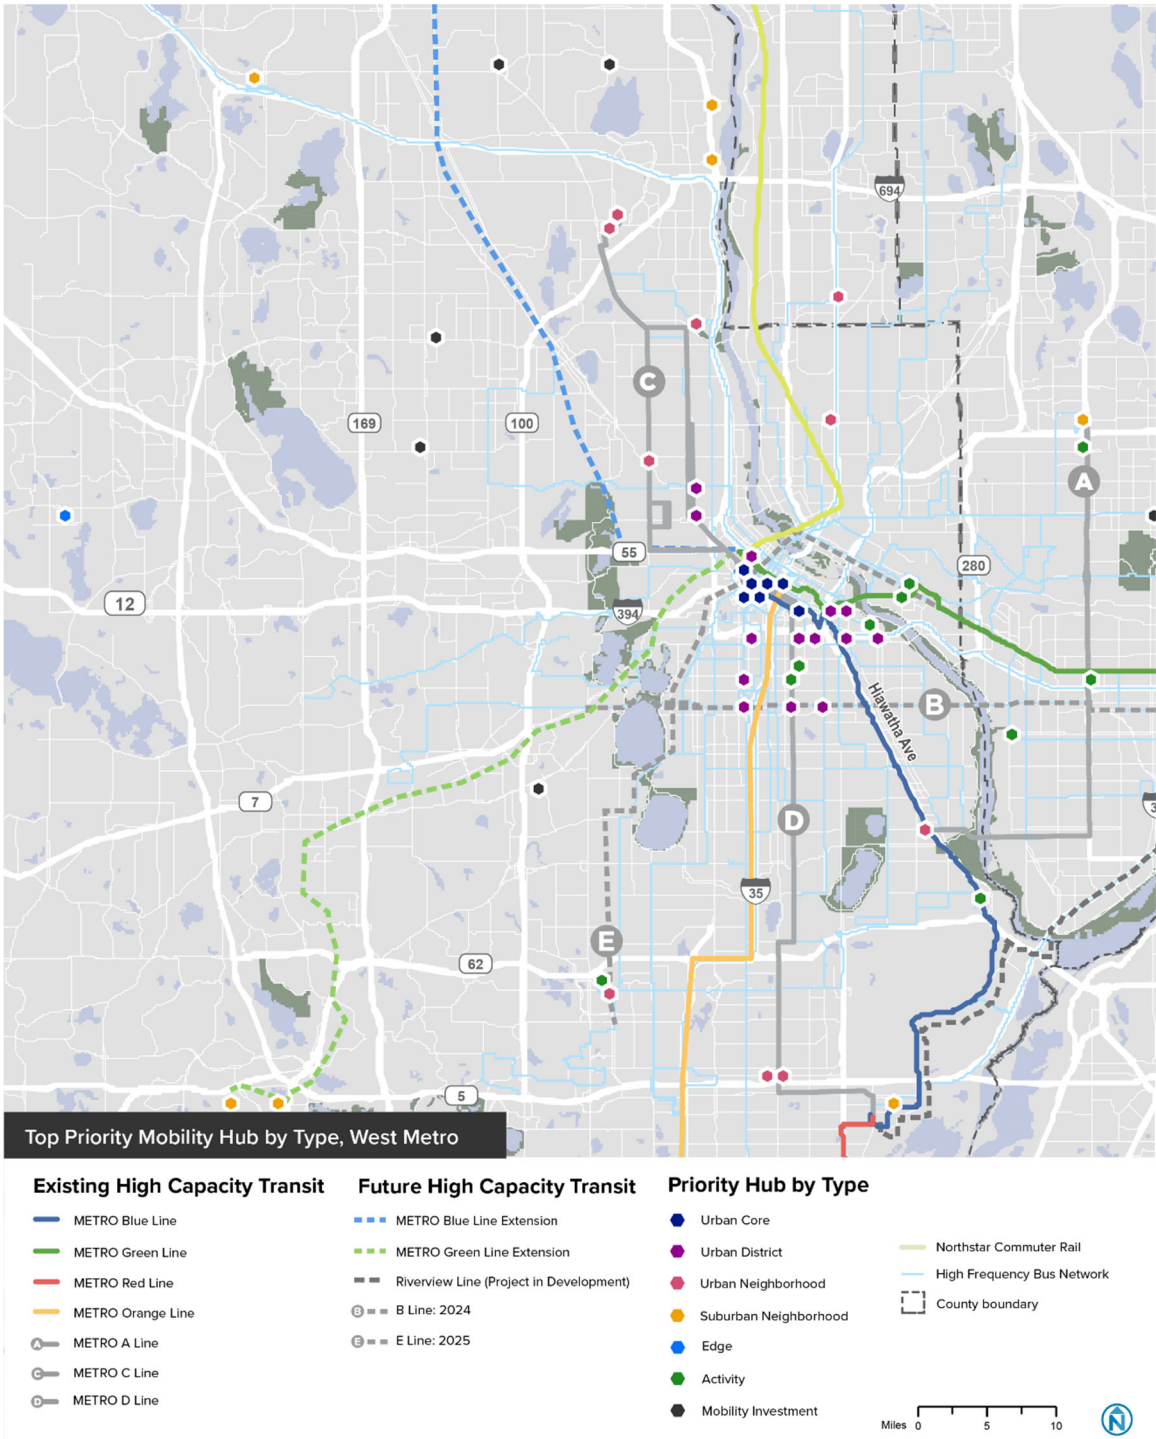 694
C
169
100
A
55
280
12
394
Hiawatha Ave
B
7
D
35
E
62
5
Top Priority Mobility Hub by Type, West Metro
Existing High Capacity Transit
METRO Blue Line
METRO Green Line
METRO Red Line
METRO Orange Line
A METRO A Line
C METRO C Line
D METRO D Line
Future High Capacity Transit
METRO Blue Line Extension
METRO Green Line Extension
Riverview Line (Project in Development)
B B Line: 2024
E E Line: 2025
Priority Hub by Type
Urban Core
Urban District
Urban Neighborhood
Suburban Neighborhood
Edge
Activity
Mobility Investment
Northstar Commuter Rail
High Frequency Bus Network
County boundary
Miles 0 5 10
N